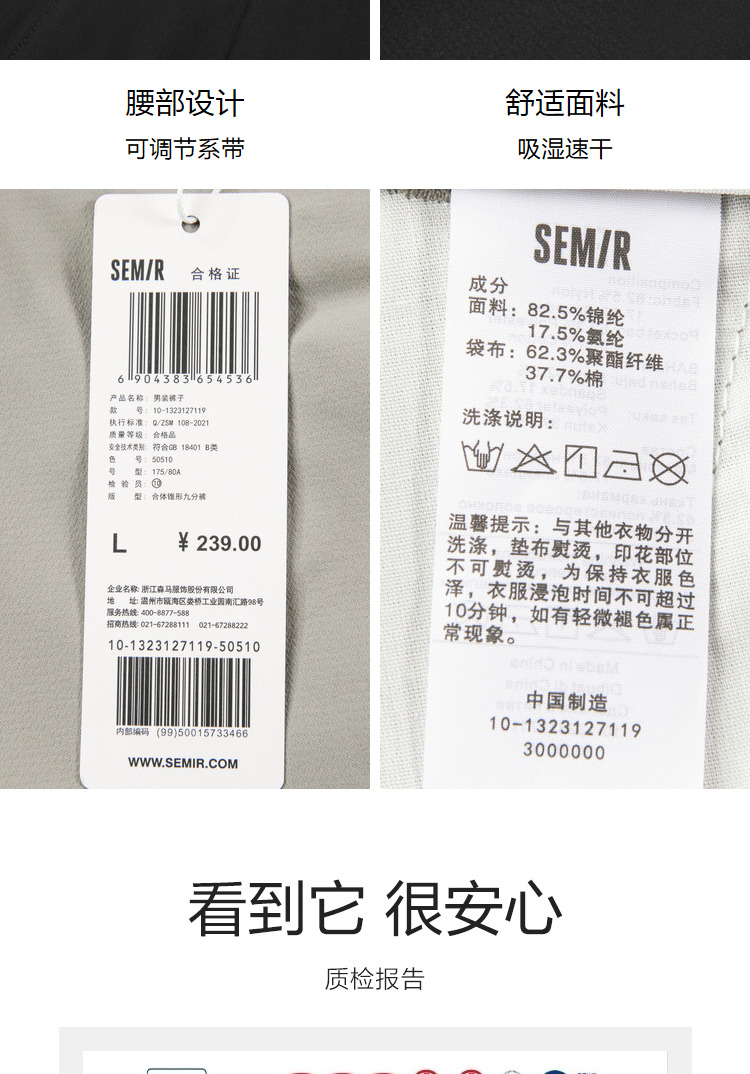 腰部设计
可调节系带
舒适面料
吸湿速干
SEM/R 合格证
6 904383 654536
产品名称: 男装裤子
款 号: 10-1323127119
执行标准: Q/ZSM 10B-2021
质量等级: 合格品
安全技术类别: 符合GB 18401 B类
色 号: 50510
号 型: 175/80A
检 验 员: 10
版 型: 合体锥形九分裤
L ¥ 239.00
企业名称: 浙江森马服饰股份有限公司
地 址: 温州市瓯海区娄桥工业园南汇路98号
服务热线: 400-8877-588
招商热线: 021-67288111 021-67288222
10-1323127119-50510
内部编码 (99)50015733466
WWW.SEMIR.COM
SEM/R
成分
面料: 82.5%锦纶
17.5%氨纶
袋布: 62.3%聚酯纤维
37.7%棉
洗涤说明:
温馨提示: 与其他衣物分开
洗涤, 垫布熨烫, 印花部位
不可熨烫, 为保持衣服色
泽, 衣服浸泡时间不可超过
10分钟, 如有轻微褪色属正
常现象。
中国制造
10-1323127119
3000000
看到它 很安心
质检报告